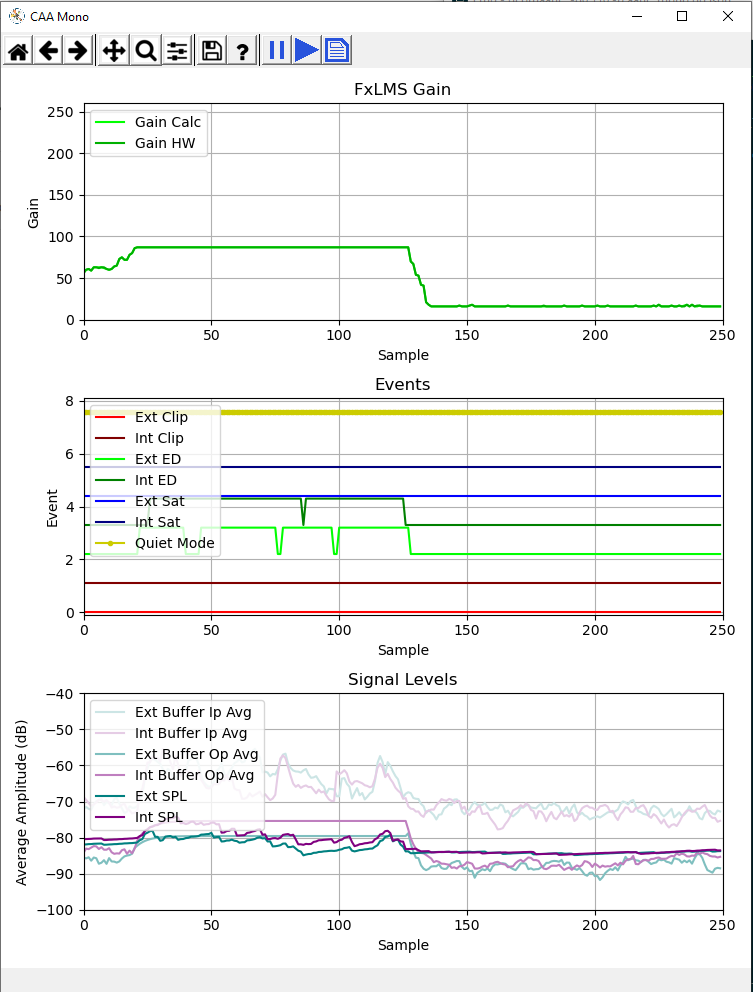 CAA Mono
FxLMS Gain
250
200
150
100
50
0
Gain
Gain Calc
Gain HW
0 50 100 150 200 250
Sample
Events
8
6
4
2
0
Event
Ext Clip
Int Clip
Ext ED
Int ED
Ext Sat
Int Sat
Quiet Mode
0 50 100 150 200 250
Sample
Signal Levels
−40
−50
−60
−70
−80
−90
−100
Average Amplitude (dB)
Ext Buffer Ip Avg
Int Buffer Ip Avg
Ext Buffer Op Avg
Int Buffer Op Avg
Ext SPL
Int SPL
0 50 100 150 200 250
Sample